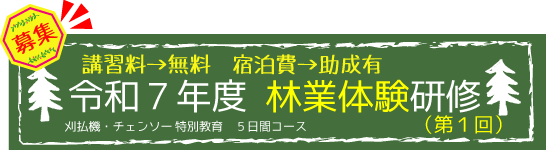 募集
講習料→無料　宿泊費→助成有
令和７年度 林業体験研修
刈払機・チェンソー特別教育　５日間コース
（第１回）